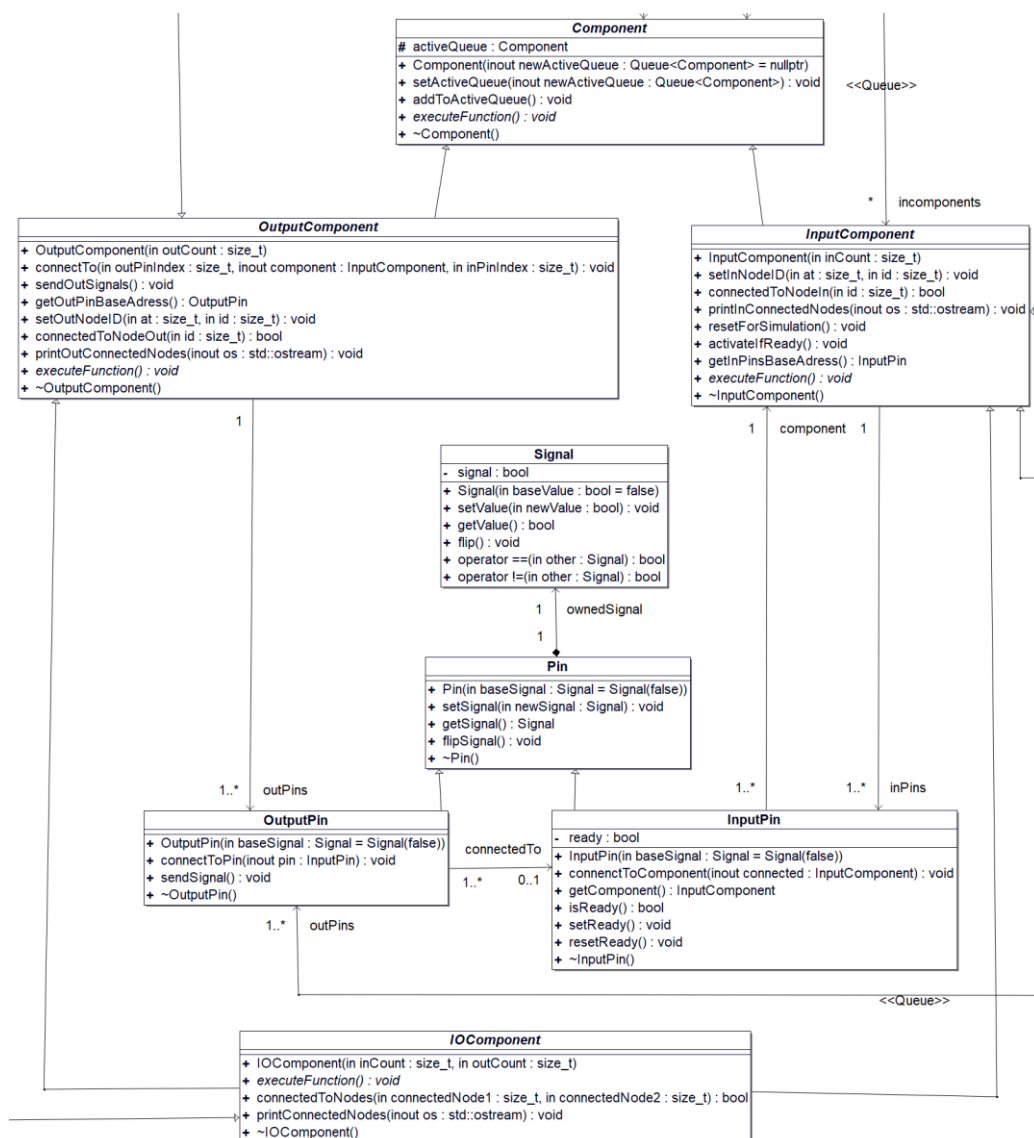 Component
# activeQueue : Component
+ Component(inout newActiveQueue : Queue<Component> = nullptr)
+ setActiveQueue(inout newActiveQueue : Queue<Component>) : void
+ addToActiveQueue() : void
+ executeFunction() : void
+ ~Component()
<<Queue>>
* incomponents
OutputComponent
+ OutputComponent(in outCount : size_t)
+ connectTo(in outPinIndex : size_t, inout component : InputComponent, in inPinIndex : size_t) : void
+ sendOutSignals() : void
+ getOutPinBaseAdress() : OutputPin
+ setOutNodeID(in at : size_t, in id : size_t) : void
+ connectedToNodeOut(in id : size_t) : bool
+ printOutConnectedNodes(inout os : std::ostream) : void
+ executeFunction() : void
+ ~OutputComponent()
InputComponent
+ InputComponent(in inCount : size_t)
+ setInNodeID(in at : size_t, in id : size_t) : void
+ connectedToNodeIn(in id : size_t) : bool
+ printInConnectedNodes(inout os : std::ostream) : void
+ resetForSimulation() : void
+ activateIfReady() : void
+ getInPinsBaseAdress() : InputPin
+ executeFunction() : void
+ ~InputComponent()
1
1 component 1
Signal
- signal : bool
+ Signal(in baseValue : bool = false)
+ setValue(in newValue : bool) : void
+ getValue() : bool
+ flip() : void
+ operator ==(in other : Signal) : bool
+ operator !=(in other : Signal) : bool
1 ownedSignal
1
Pin
+ Pin(in baseSignal : Signal = Signal(false))
+ setSignal(in newSignal : Signal) : void
+ getSignal() : Signal
+ flipSignal() : void
+ ~Pin()
1..* outPins
1..* 1..* inPins
OutputPin
+ OutputPin(in baseSignal : Signal = Signal(false))
+ connectToPin(inout pin : InputPin) : void
+ sendSignal() : void
+ ~OutputPin()
connectedTo
1..* 0..1
InputPin
- ready : bool
+ InputPin(in baseSignal : Signal = Signal(false))
+ connenctToComponent(inout connected : InputComponent) : void
+ getComponent() : InputComponent
+ isReady() : bool
+ setReady() : void
+ resetReady() : void
+ ~InputPin()
1..* outPins
<<Queue>>
IOComponent
+ IOComponent(in inCount : size_t, in outCount : size_t)
+ executeFunction() : void
+ connectedToNodes(in connectedNode1 : size_t, in connectedNode2 : size_t) : bool
+ printConnectedNodes(inout os : std::ostream) : void
+ ~IOComponent()